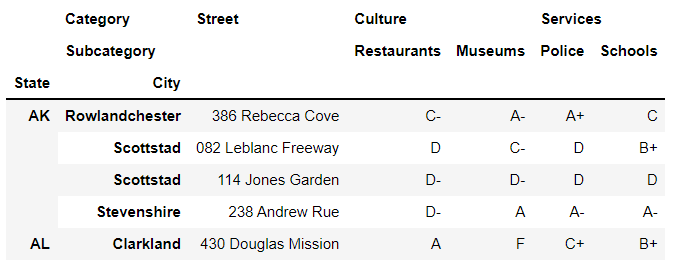 Category Street Culture Services
Subcategory Restaurants Museums Police Schools
State City
AK Rowlandchester 386 Rebecca Cove C- A- A+ C
Scottstad 082 Leblanc Freeway D C- D B+
Scottstad 114 Jones Garden D- D- D D
Stevenshire 238 Andrew Rue D- A A- A-
AL Clarkland 430 Douglas Mission A F C+ B+